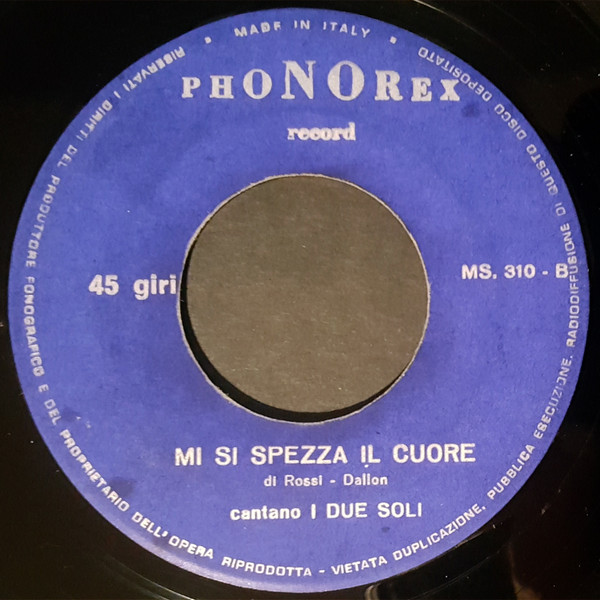 MADE IN ITALY
PHONOREX
record
45 giri
MS. 310 - B
MI SI SPEZZA IL CUORE
di Rossi - Dallon
cantano I DUE SOLI
RISERVATI I DIRITTI DEL PRODUTTORE FONOGRAFICO E DEL PROPRIETARIO DELL'OPERA RIPRODOTTA - VIETATA DUPLICAZIONE, PUBBLICA ESECUZIONE, RADIODIFFUSIONE DI QUESTO DISCO DEPOSITATO